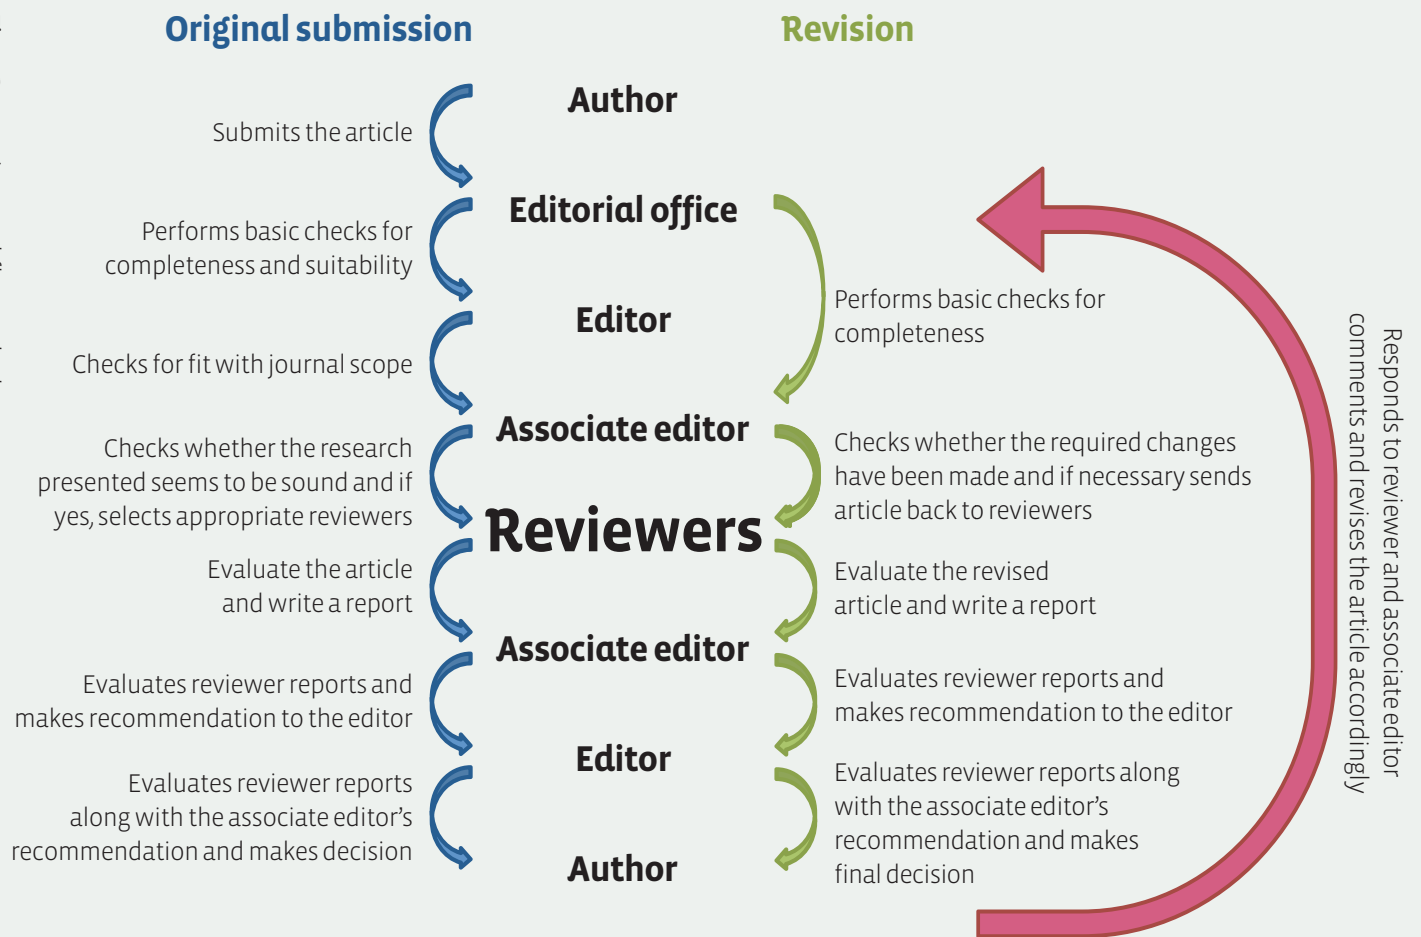 Original submission
Revision
Author
Submits the article
Editorial office
Performs basic checks for
completeness and suitability
Performs basic checks for
completeness
Editor
Checks for fit with journal scope
Associate editor
Checks whether the research
presented seems to be sound and if
yes, selects appropriate reviewers
Checks whether the required changes
have been made and if necessary sends
article back to reviewers
Reviewers
Evaluate the article
and write a report
Evaluate the revised
article and write a report
Associate editor
Evaluates reviewer reports and
makes recommendation to the editor
Evaluates reviewer reports and
makes recommendation to the editor
Editor
Evaluates reviewer reports
along with the associate editor’s
recommendation and makes decision
Evaluates reviewer reports along
with the associate editor’s
recommendation and makes
final decision
Author
Responds to reviewer and associate editor
comments and revises the article accordingly